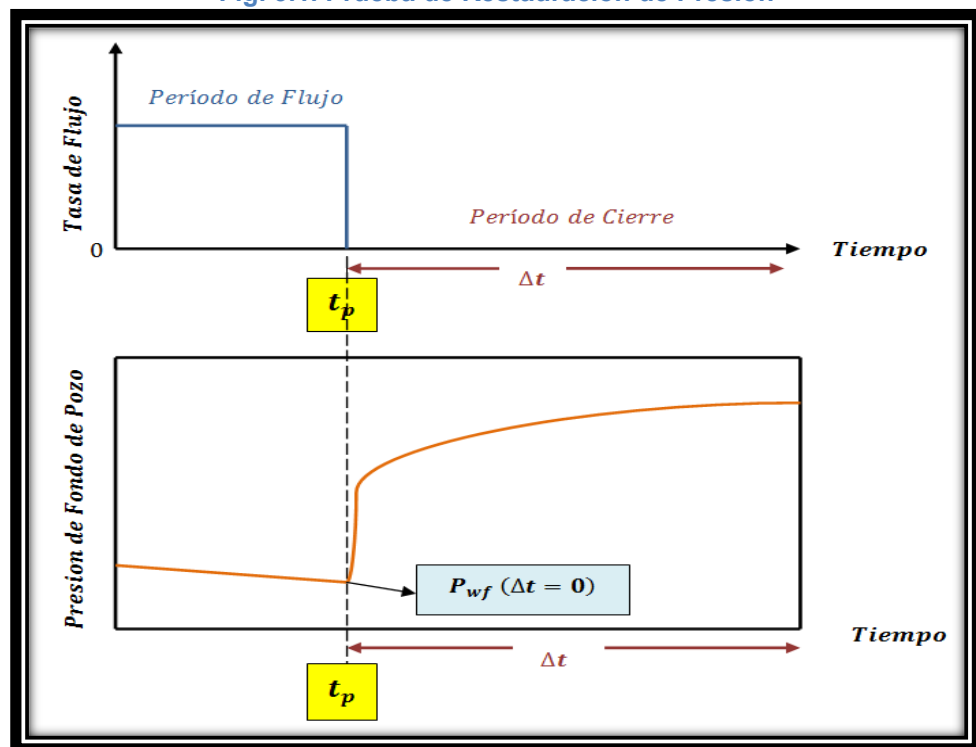 Período de Flujo
Tasa de Flujo
Período de Cierre
0
Tiempo
Δt
t_p
Presion de Fondo de Pozo
P_wf (Δt = 0)
Tiempo
Δt
t_p